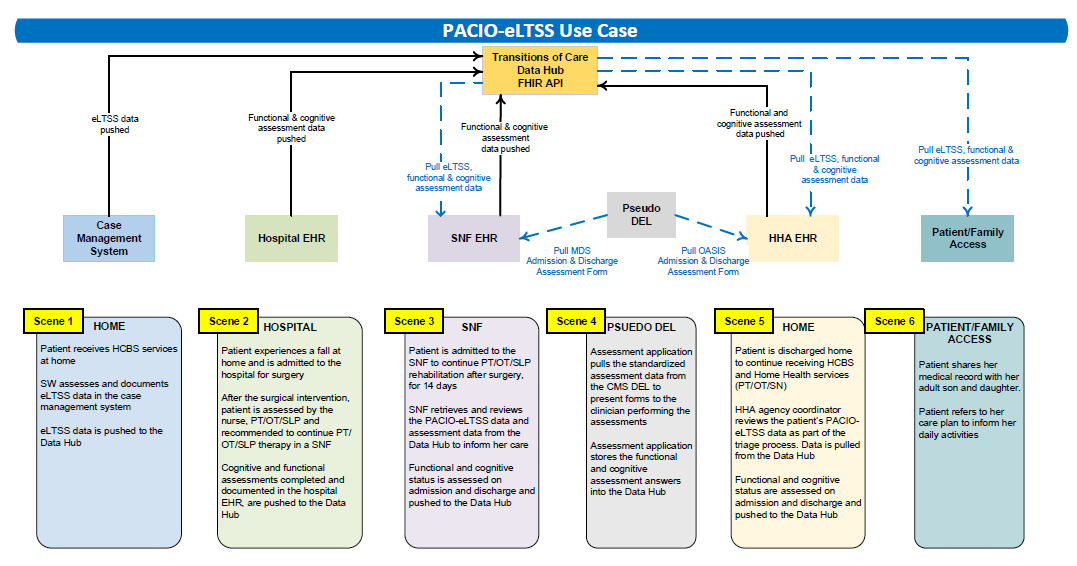 PACIO-eLTSS Use Case
Transitions of Care
Data Hub
FHIR API
eLTSS data
pushed
Functional & cognitive
assessment data
pushed
Functional & cognitive
assessment
data pushed
Functional and
cognitive assessment
data pushed
Pull eLTSS,
functional & cognitive
assessment data
Pull eLTSS, functional
& cognitive
assessment data
Pull eLTSS, functional &
cognitive assessment data
Case
Management
System
Hospital EHR
SNF EHR
Pseudo
DEL
HHA EHR
Patient/Family
Access
Pull MDS
Admission & Discharge
Assessment Form
Pull OASIS
Admission & Discharge
Assessment Form
Scene 1
HOME
Patient receives HCBS services
at home
SW assesses and documents
eLTSS data in the case
management system
eLTSS data is pushed to the
Data Hub
Scene 2
HOSPITAL
Patient experiences a fall at
home and is admitted to the
hospital for surgery
After the surgical intervention,
patient is assessed by the
nurse, PT/OT/SLP and
recommended to continue PT/
OT/SLP therapy in a SNF
Cognitive and functional
assessments completed and
documented in the hospital
EHR, are pushed to the Data
Hub
Scene 3
SNF
Patient is admitted to the
SNF to continue PT/OT/SLP
rehabilitation after surgery,
for 14 days
SNF retrieves and reviews
the PACIO-eLTSS data and
assessment data from the
Data Hub to inform her care
Functional and cognitive
status is assessed on
admission and discharge and
pushed to the Data Hub
Scene 4
PSUEDO DEL
Assessment application
pulls the standardized
assessment data from
the CMS DEL to
present forms to the
clinician performing the
assessments
Assessment application
stores the functional
and cognitive
assessment answers
into the Data Hub
Scene 5
HOME
Patient is discharged home
to continue receiving HCBS
and Home Health services
(PT/OT/SN)
HHA agency coordinator
reviews the patient's PACIO-
eLTSS data as part of the
triage process. Data is pulled
from the Data Hub
Functional and cognitive
status are assessed on
admission and discharge and
pushed to the Data Hub
Scene 6
PATIENT/FAMILY
ACCESS
Patient shares her
medical record with her
adult son and daughter.
Patient refers to her
care plan to inform her
daily activities